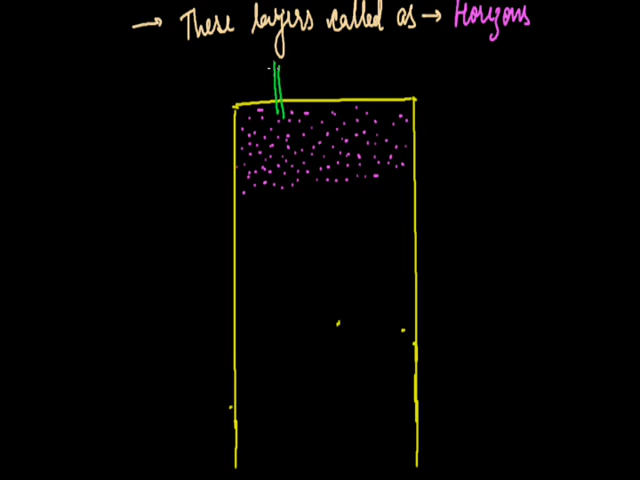 → These layers called as → Horizons